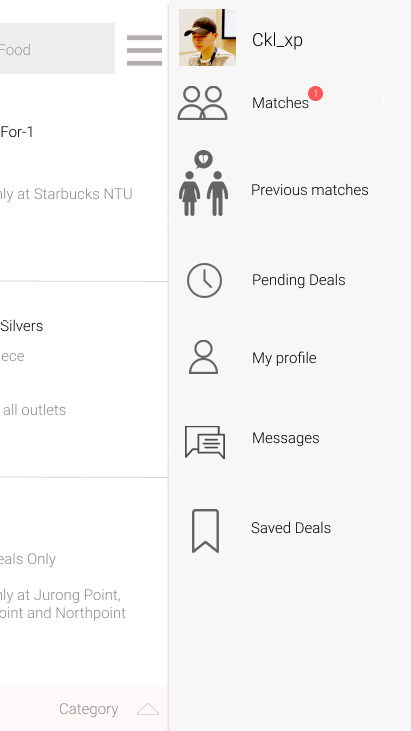 Food
For-1
nly at Starbucks NTU
Silvers
ece
all outlets
eals Only
nly at Jurong Point,
oint and Northpoint
Category
Ckl_xp
Matches 1
Previous matches
Pending Deals
My profile
Messages
Saved Deals